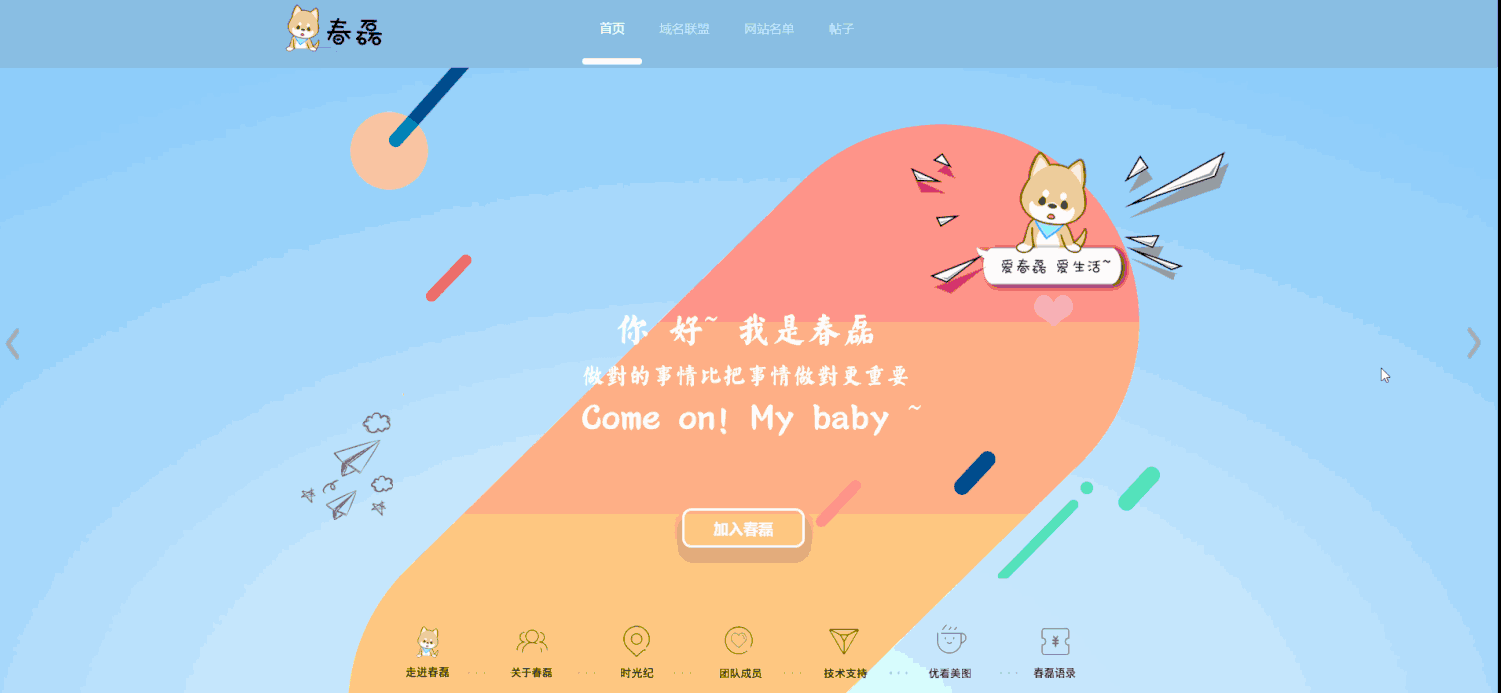 春磊
首页 域名联盟 网站名单 帖子
爱春磊 爱生活~
你 好~ 我是春磊
做對的事情比把事情做對更重要
Come on! My baby ~
加入春磊
¥
走进春磊 · · · 关于春磊 · · · 时光纪 · · · 团队成员 · · · 技术支持 · · · 优看美图 · · · 春磊语录